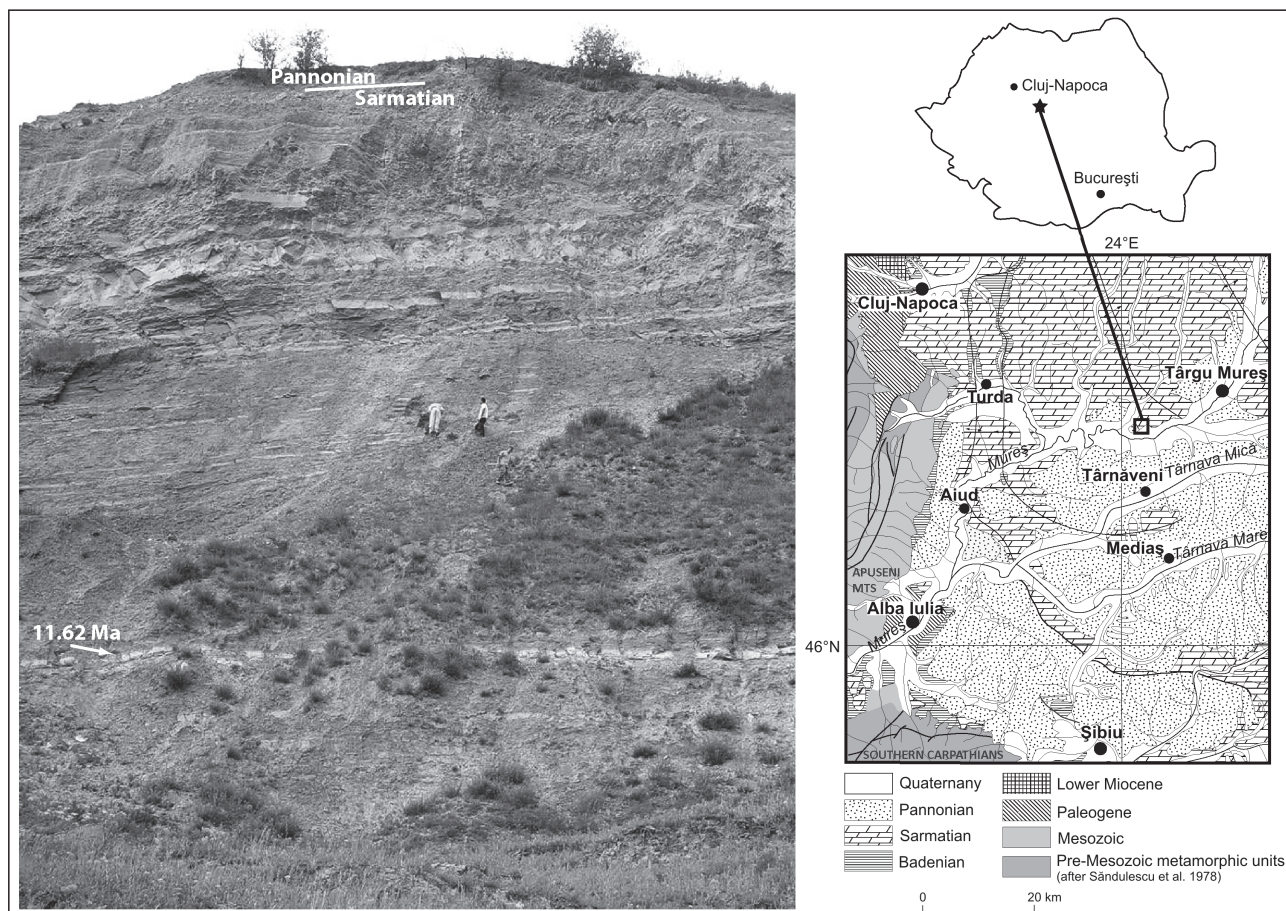 Pannonian
Sarmatian
11.62 Ma
Cluj-Napoca
Bucureşti
24°E
Cluj-Napoca
Târgu Mureş
Turda
Mureş
Târnava Mică
Târnăveni
Aiud
Mediaş
Târnava Mare
APUSENI
MTS
Alba Iulia
Mureş
46°N
Şibiu
SOUTHERN CARPATHIANS
Quaternany
Pannonian
Sarmatian
Badenian
Lower Miocene
Paleogene
Mesozoic
Pre-Mesozoic metamorphic units
(after Săndulescu et al. 1978)
0 20 km